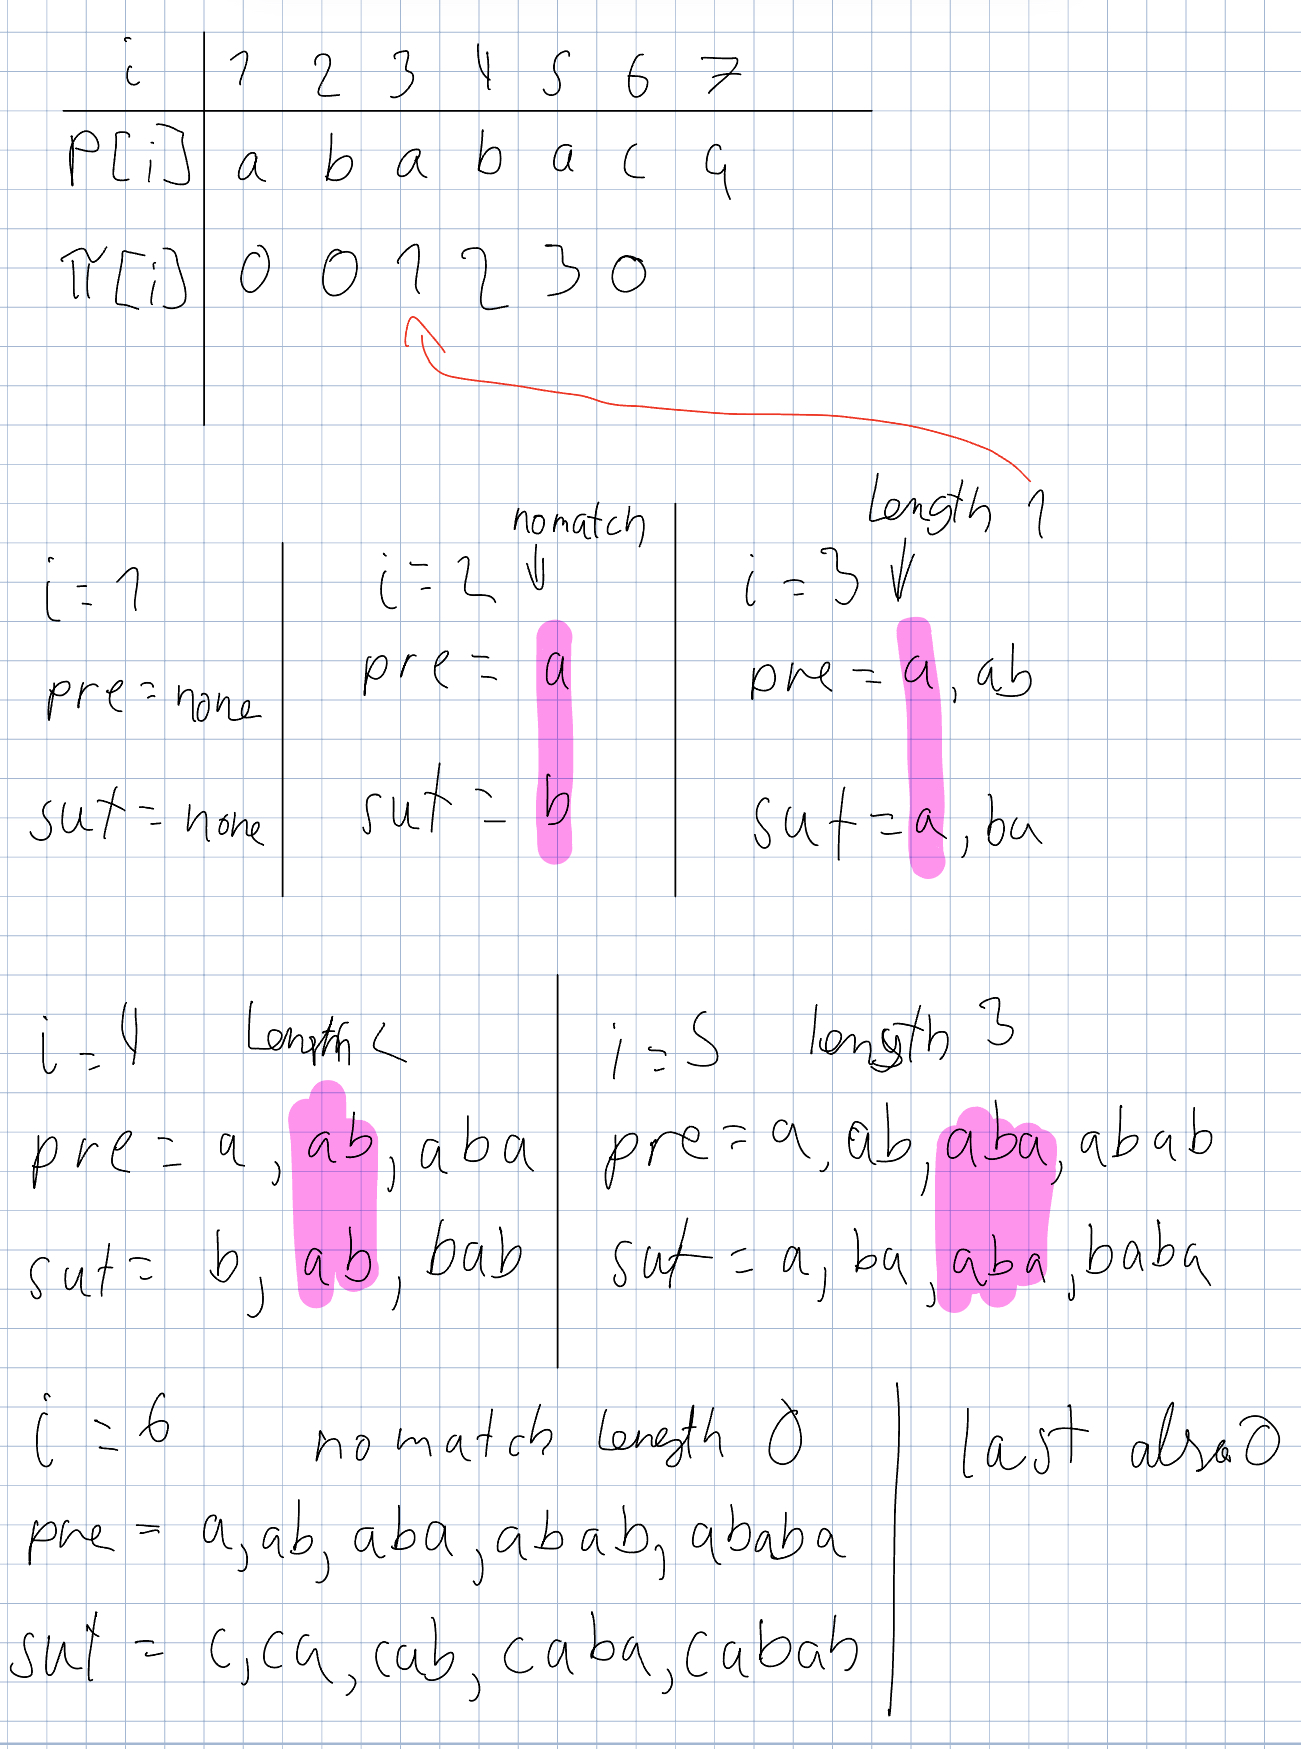 i 1 2 3 4 5 6 7
P[i] a b a b a c a
π[i] 0 0 1 2 3 0
i=1
pre=none
suf=none
no match
i=2 ↓
pre= a
suf= b
Length 1
i=3 ↓
pre=a, ab
suf=a, ba
i=4 Length 2
pre= a, ab, aba
suf= b, ab, bab
i=5 length 3
pre= a, ab, aba, abab
suf= a, ba, aba, baba
i=6 no match length 0
pre = a, ab, aba, abab, ababa
suf = c, ca, cab, caba, cabab
last also 0